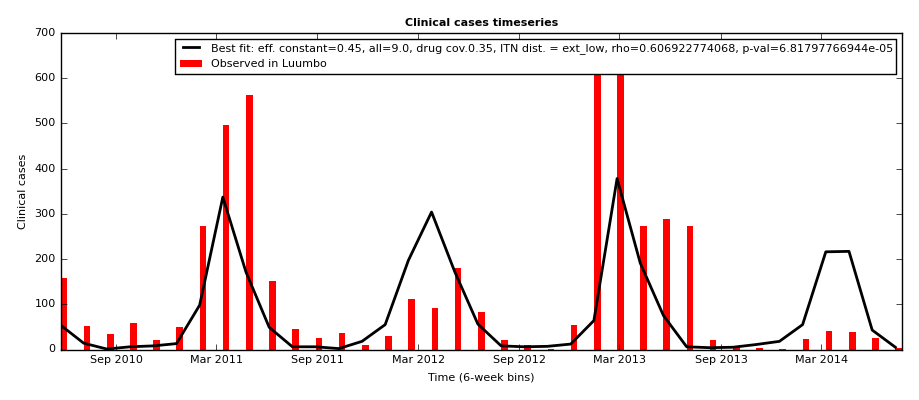 Clinical cases timeseries
Best fit: eff. constant=0.45, all=9.0, drug cov.0.35, ITN dist. = ext_low, rho=0.606922774068, p-val=6.81797766944e-05
Observed in Luumbo
Clinical cases
700
600
500
400
300
200
100
0
Sep 2010 Mar 2011 Sep 2011 Mar 2012 Sep 2012 Mar 2013 Sep 2013 Mar 2014
Time (6-week bins)